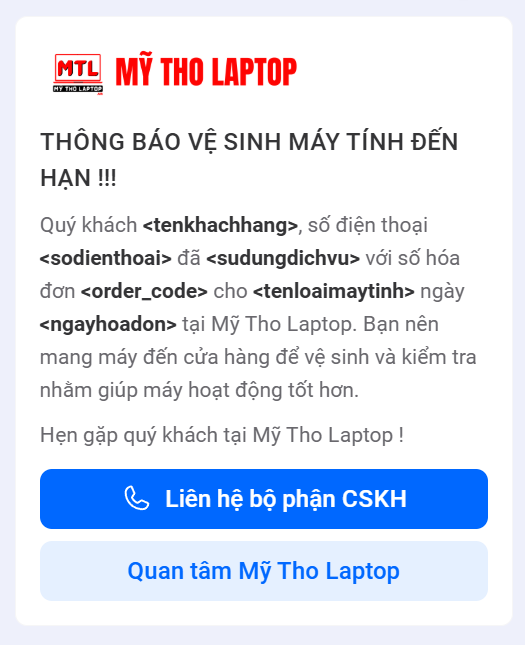 MTL
MỸ THO LAPTOP
MỸ THO LAPTOP
THÔNG BÁO VỆ SINH MÁY TÍNH ĐẾN
HẠN !!!
Quý khách <tenkhachhang>, số điện thoại
<sodienthoai> đã <sudungdichvu> với số hóa
đơn <order_code> cho <tenloaimaytinh> ngày
<ngayhoadon> tại Mỹ Tho Laptop. Bạn nên
mang máy đến cửa hàng để vệ sinh và kiểm tra
nhằm giúp máy hoạt động tốt hơn.
Hẹn gặp quý khách tại Mỹ Tho Laptop !
Liên hệ bộ phận CSKH
Quan tâm Mỹ Tho Laptop